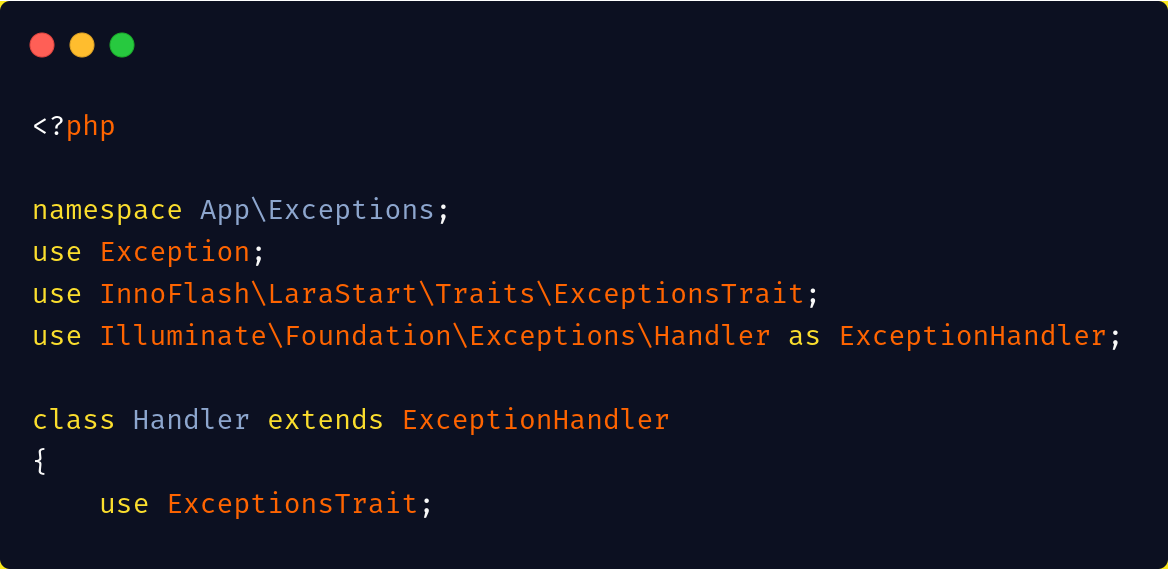 <?php
namespace App\Exceptions;
use Exception;
use InnoFlash\LaraStart\Traits\ExceptionsTrait;
use Illuminate\Foundation\Exceptions\Handler as ExceptionHandler;
class Handler extends ExceptionHandler
{
use ExceptionsTrait;